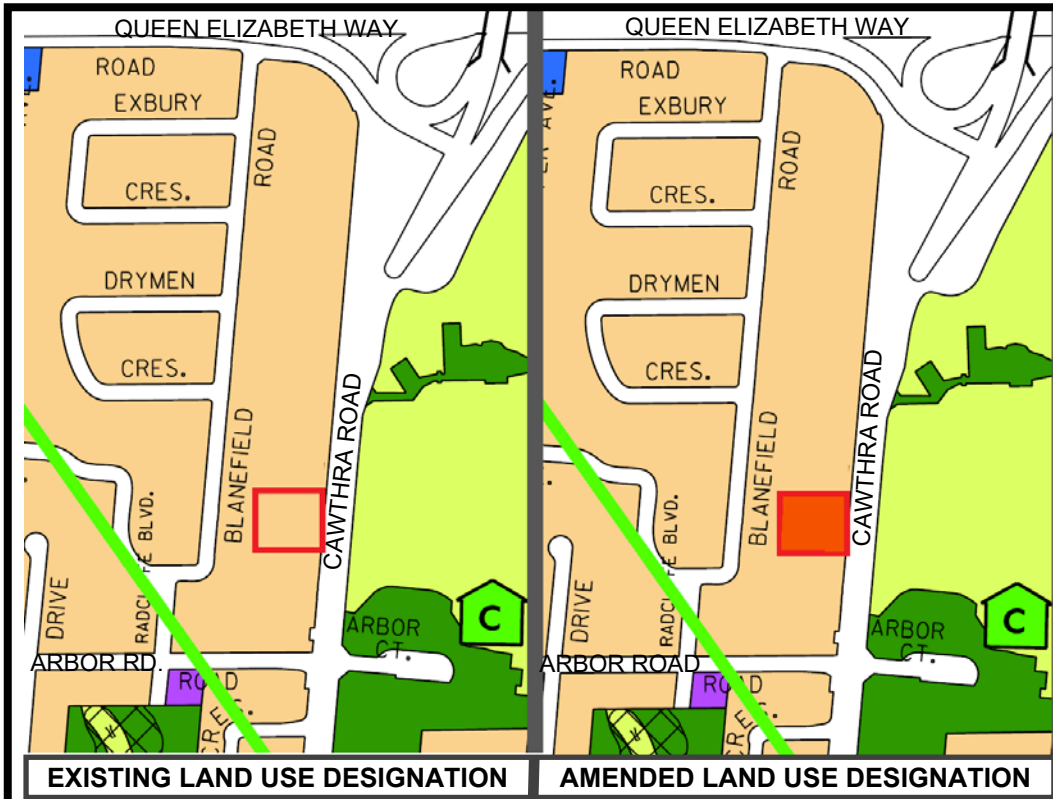 QUEEN ELIZABETH WAY
ROAD
EXBURY
ROAD
CRES.
DRYMEN
CRES.
BLANEFIELD
CAWTHRA ROAD
BLVD.
DRIVE
ARBOR
CT.
C
ARBOR RD.
ROAD
EXISTING LAND USE DESIGNATION
QUEEN ELIZABETH WAY
ROAD
AVE.
EXBURY
ROAD
CRES.
DRYMEN
CRES.
BLANEFIELD
CAWTHRA ROAD
BLVD.
DRIVE
ARBOR
CT.
C
ARBOR ROAD
ROAD
AMENDED LAND USE DESIGNATION